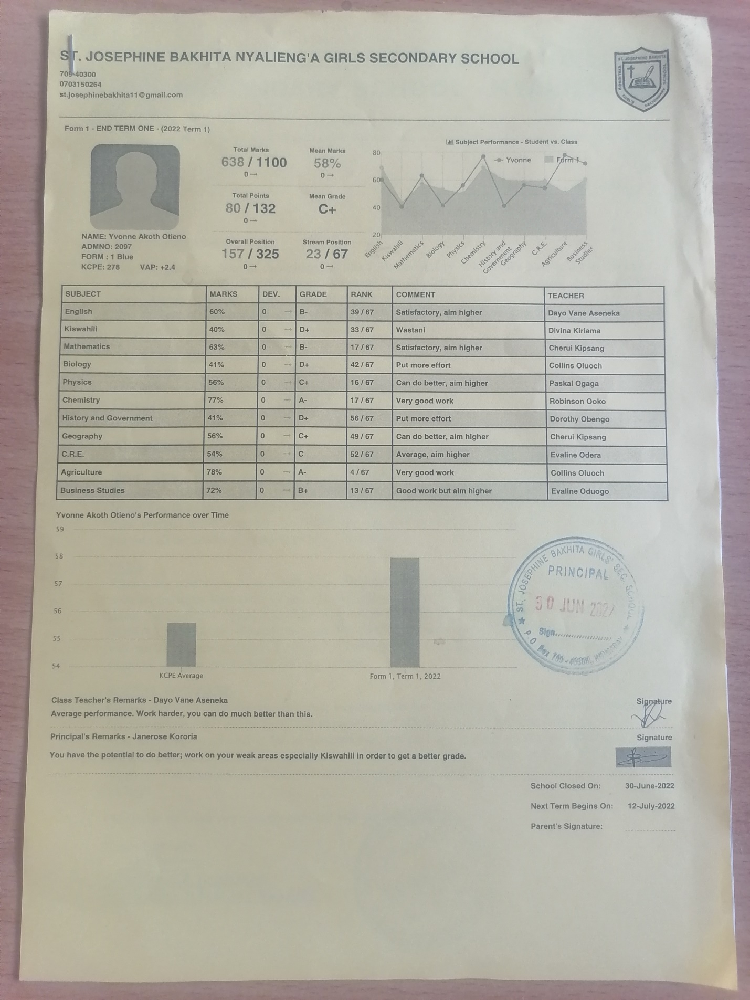 ST. JOSEPHINE BAKHITA NYALIENG'A GIRLS SECONDARY SCHOOL
709-40300
0703150264
st.josephinebakhita11@gmail.com
ST. JOSEPHINE BAKHITA
NYALIENG'A
GIRL'S
SECONDARY
SCHOOL
Form 1 - END TERM ONE - (2022 Term 1)
NAME: Yvonne Akoth Otieno
ADMNO: 2097
FORM : 1 Blue
KCPE: 278 VAP: +2.4
Total Marks Mean Marks
638 / 1100 58%
0 → 0 →
Total Points Mean Grade
80 / 132 C+
0 →
Overall Position Stream Position
157 / 325 23 / 67
0 → 0 →
Subject Performance - Student vs. Class
Yvonne Form 1
80
60
40
20
English
Kiswahili
Mathematics
Biology
Physics
Chemistry
History and
Government
Geography
C.R.E.
Agriculture
Business
Studies
SUBJECT MARKS DEV. GRADE RANK COMMENT TEACHER
English 60% 0 → B- 39 / 67 Satisfactory, aim higher Dayo Vane Aseneka
Kiswahili 40% 0 → D+ 33 / 67 Wastani Divina Kiriama
Mathematics 63% 0 → B- 17 / 67 Satisfactory, aim higher Cherui Kipsang
Biology 41% 0 → D+ 42 / 67 Put more effort Collins Oluoch
Physics 56% 0 → C+ 16 / 67 Can do better, aim higher Paskal Ogaga
Chemistry 77% 0 → A- 17 / 67 Very good work Robinson Ooko
History and Government 41% 0 → D+ 56 / 67 Put more effort Dorothy Obengo
Geography 56% 0 → C+ 49 / 67 Can do better, aim higher Cherui Kipsang
C.R.E. 54% 0 → C 52 / 67 Average, aim higher Evaline Odera
Agriculture 78% 0 → A- 4 / 67 Very good work Collins Oluoch
Business Studies 72% 0 → B+ 13 / 67 Good work but aim higher Evaline Oduogo
Yvonne Akoth Otieno's Performance over Time
59
58
57
56
55
54
KCPE Average Form 1, Term 1, 2022
ST. JOSEPHINE BAKHITA GIRLS' SEC. SCHOOL
PRINCIPAL
30 JUN 2022
Sign....................
P.O Box 709 - 40300,
Class Teacher's Remarks - Dayo Vane Aseneka Signature
Average performance. Work harder, you can do much better than this.
Principal's Remarks - Janerose Kororia Signature
You have the potential to do better; work on your weak areas especially Kiswahili in order to get a better grade.
School Closed On: 30-June-2022
Next Term Begins On: 12-July-2022
Parent's Signature: